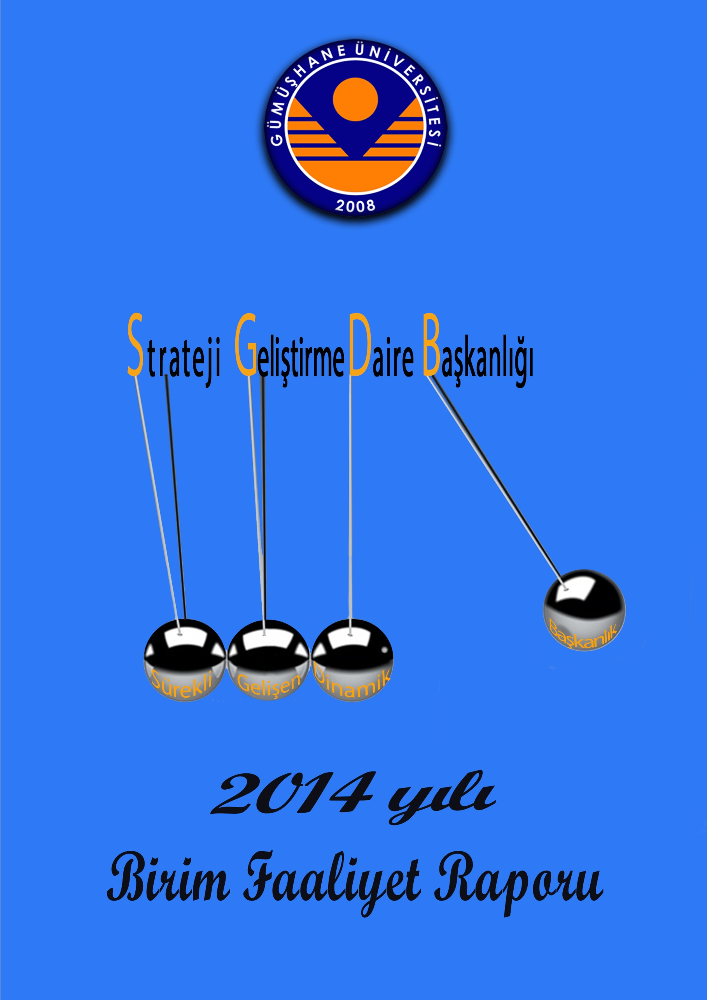 GÜMÜŞHANE ÜNİVERSİTESİ
2008
Strateji Geliştirme Daire Başkanlığı
Başkanlık
Sürekli Gelişen Dinamik
2014 yılı
Birim Faaliyet Raporu